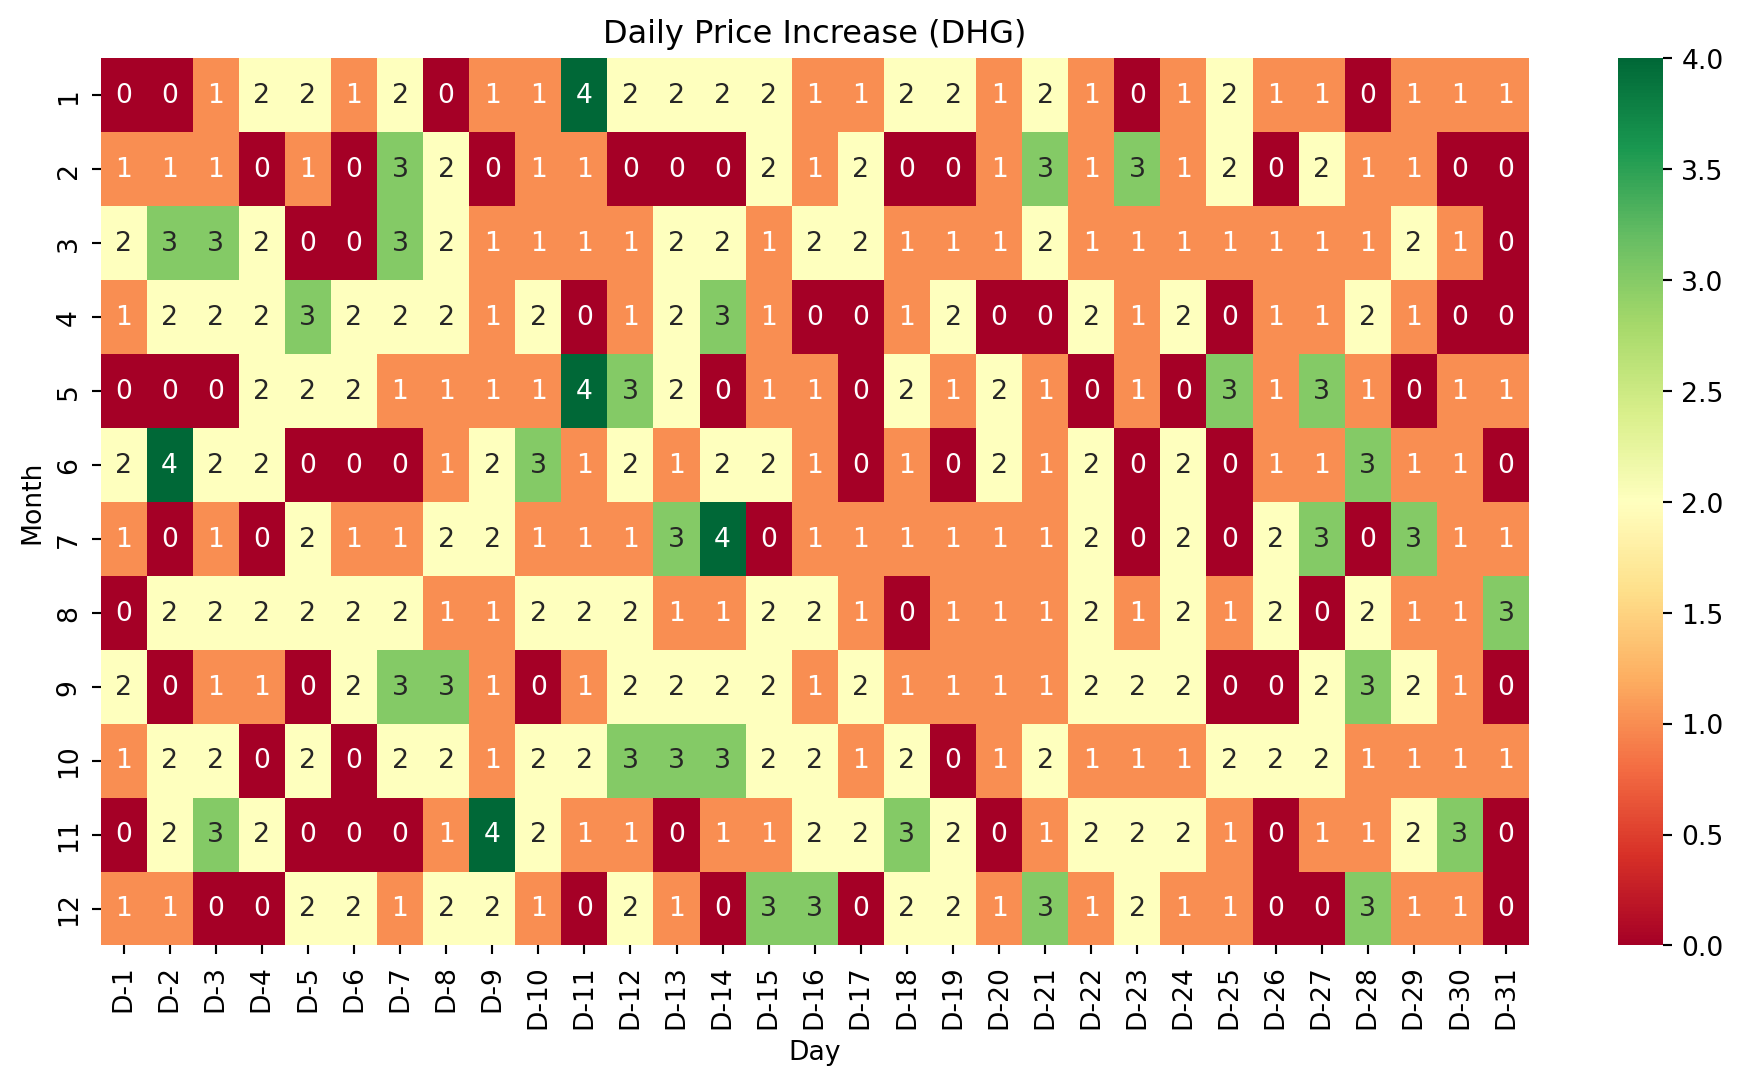 Daily Price Increase (DHG)
1 0 0 1 2 2 1 2 0 1 1 4 2 2 2 2 1 1 2 2 1 2 1 0 1 2 1 1 0 1 1 1
2 1 1 1 0 1 0 3 2 0 1 1 0 0 0 2 1 2 0 0 1 3 1 3 1 2 0 2 1 1 0 0
3 2 3 3 2 0 0 3 2 1 1 1 1 2 2 1 2 2 1 1 1 2 1 1 1 1 1 1 1 2 1 0
4 1 2 2 2 3 2 2 2 1 2 0 1 2 3 1 0 0 1 2 0 0 2 1 2 0 1 1 2 1 0 0
5 0 0 0 2 2 2 1 1 1 1 4 3 2 0 1 1 0 2 1 2 1 0 1 0 3 1 3 1 0 1 1
6 2 4 2 2 0 0 0 1 2 3 1 2 1 2 2 1 0 1 0 2 1 2 0 2 0 1 1 3 1 1 0
7 1 0 1 0 2 1 1 2 2 1 1 1 3 4 0 1 1 1 1 1 1 2 0 2 0 2 3 0 3 1 1
8 0 2 2 2 2 2 2 1 1 2 2 2 1 1 2 2 1 0 1 1 1 2 1 2 1 2 0 2 1 1 3
9 2 0 1 1 0 2 3 3 1 0 1 2 2 2 2 1 2 1 1 1 1 2 2 2 0 0 2 3 2 1 0
10 1 2 2 0 2 0 2 2 1 2 2 3 3 3 2 2 1 2 0 1 2 1 1 1 2 2 2 1 1 1 1
11 0 2 3 2 0 0 0 1 4 2 1 1 0 1 1 2 2 3 2 0 1 2 2 2 1 0 1 1 2 3 0
12 1 1 0 0 2 2 1 2 2 1 0 2 1 0 3 3 0 2 2 1 3 1 2 1 1 0 0 3 1 1 0
Month
D-1 D-2 D-3 D-4 D-5 D-6 D-7 D-8 D-9 D-10 D-11 D-12 D-13 D-14 D-15 D-16 D-17 D-18 D-19 D-20 D-21 D-22 D-23 D-24 D-25 D-26 D-27 D-28 D-29 D-30 D-31
Day
4.0
3.5
3.0
2.5
2.0
1.5
1.0
0.5
0.0